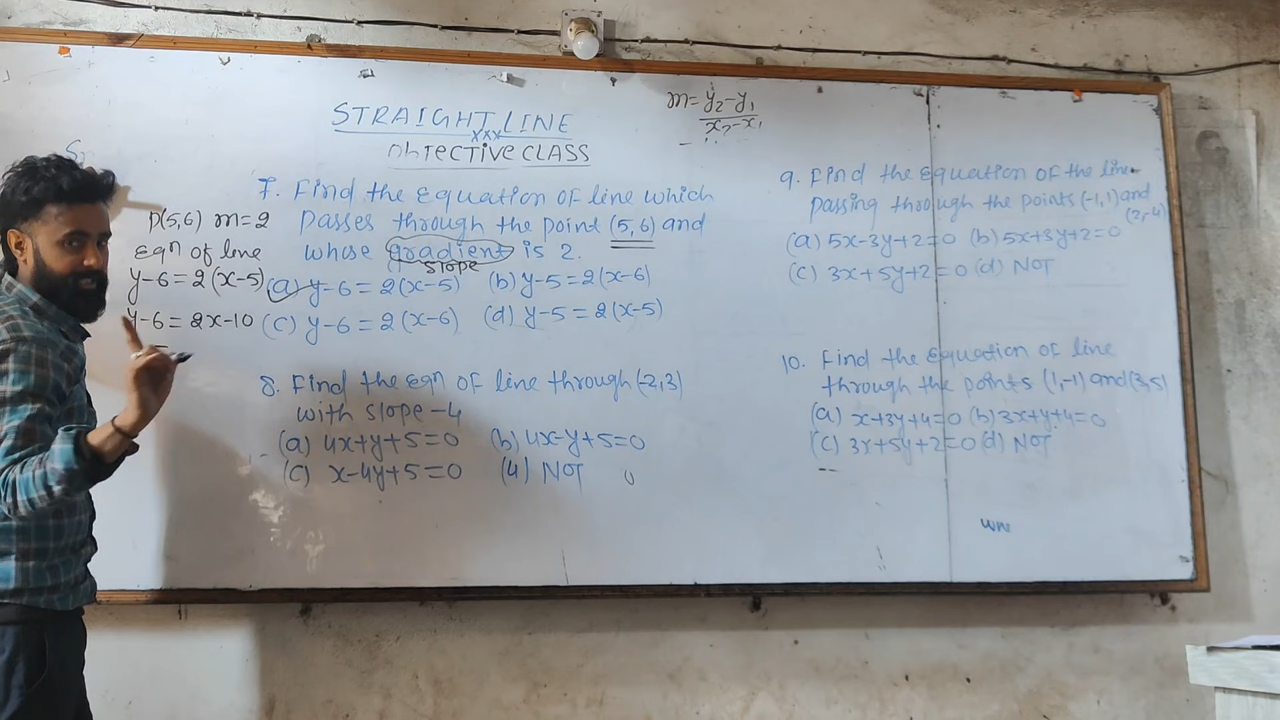 STRAIGHT LINE
xxx
OBJECTIVE CLASS
m = y₂-y₁
x₂-x₁
P(5,6) m=2
Eqⁿ of line
y-6=2(x-5)
y-6=2x-10
7. Find the Equation of line which
passes through the point (5,6) and
whose gradient is 2.
slope
(a) y-6=2(x-5) (b) y-5=2(x-6)
(c) y-6=2(x-6) (d) y-5=2(x-5)
8. Find the eqⁿ of line through (-2,3)
with slope -4
(a) 4x+y+5=0 (b) 4x-y+5=0
(c) x-4y+5=0 (4) NOT
9. Find the Equation of the line
passing through the points (-1,1) and
(2,-4)
(a) 5x-3y+2=0 (b) 5x+3y+2=0
(c) 3x+5y+2=0 (d) NOT
10. Find the Equation of line
through the points (1,-1) and (3,5)
(a) x+3y+4=0 (b) 3x+y+4=0
(c) 3x+5y+2=0 (d) NOT